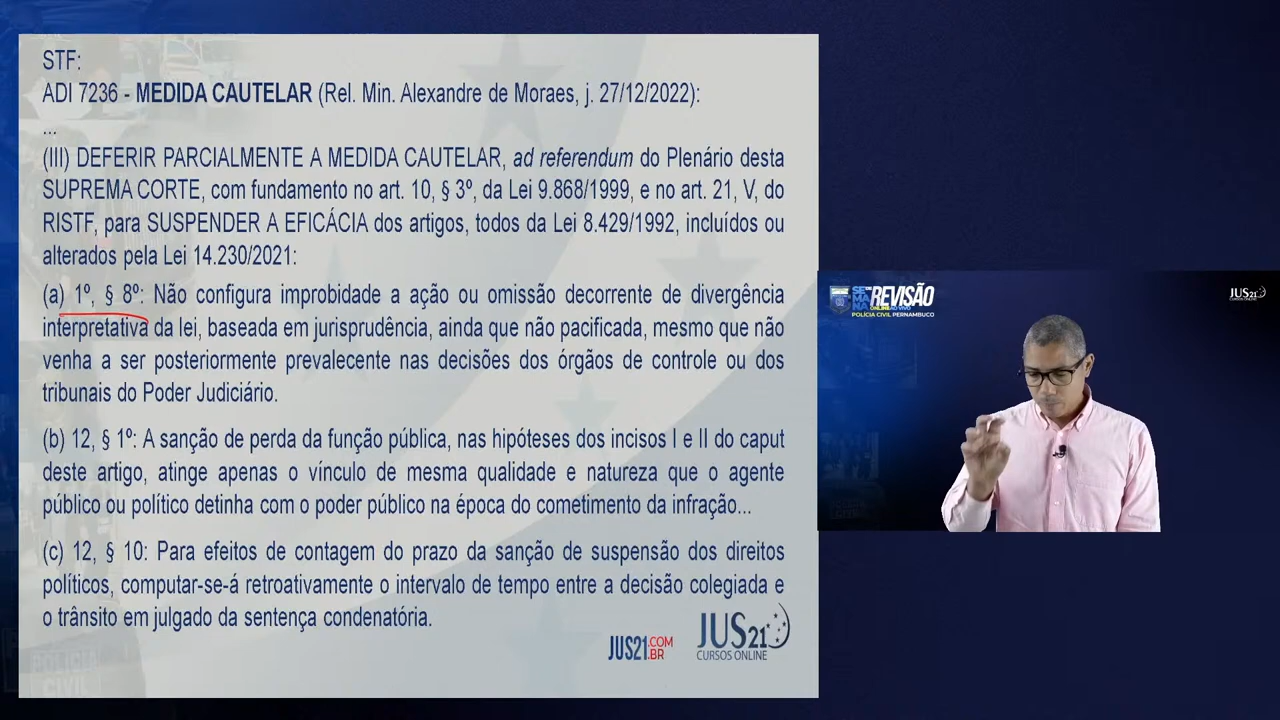 STF:
ADI 7236 - MEDIDA CAUTELAR (Rel. Min. Alexandre de Moraes, j. 27/12/2022):
...
(III) DEFERIR PARCIALMENTE A MEDIDA CAUTELAR, ad referendum do Plenário desta
SUPREMA CORTE, com fundamento no art. 10, § 3º, da Lei 9.868/1999, e no art. 21, V, do
RISTF, para SUSPENDER A EFICÁCIA dos artigos, todos da Lei 8.429/1992, incluídos ou
alterados pela Lei 14.230/2021:
(a) 1º, § 8º: Não configura improbidade a ação ou omissão decorrente de divergência
interpretativa da lei, baseada em jurisprudência, ainda que não pacificada, mesmo que não
venha a ser posteriormente prevalecente nas decisões dos órgãos de controle ou dos
tribunais do Poder Judiciário.
(b) 12, § 1º: A sanção de perda da função pública, nas hipóteses dos incisos I e II do caput
deste artigo, atinge apenas o vínculo de mesma qualidade e natureza que o agente
público ou político detinha com o poder público na época do cometimento da infração...
(c) 12, § 10: Para efeitos de contagem do prazo da sanção de suspensão dos direitos
políticos, computar-se-á retroativamente o intervalo de tempo entre a decisão colegiada e
o trânsito em julgado da sentença condenatória.
JUS21.COM.BR
JUS21
CURSOS ONLINE
POLÍCIA
CIVIL
SEMANA REVISÃO
ONLINE AO VIVO
POLÍCIA CIVIL PERNAMBUCO
JUS21
CURSOS ONLINE